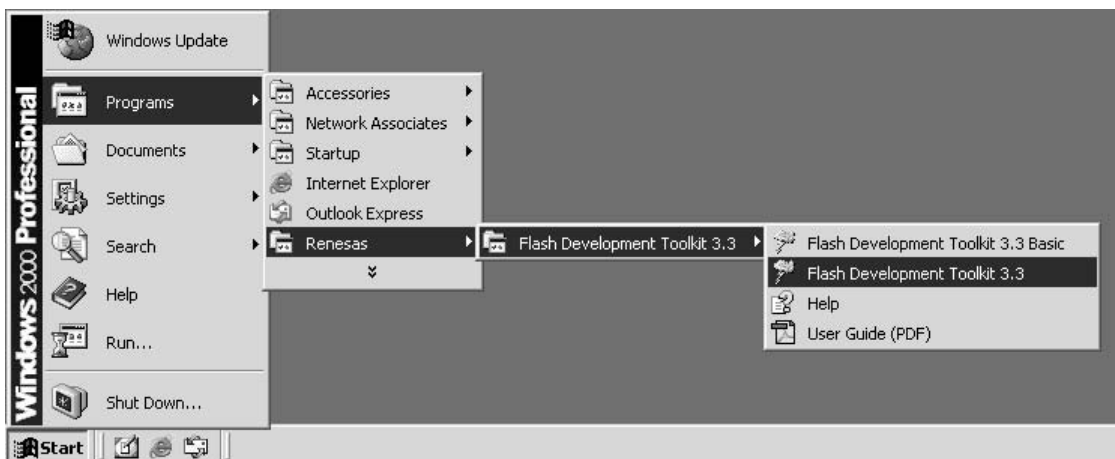 Windows 2000 Professional
Windows Update
Programs
Documents
Settings
Search
Help
Run...
Shut Down...
Accessories
Network Associates
Startup
Internet Explorer
Outlook Express
Renesas
Flash Development Toolkit 3.3
Flash Development Toolkit 3.3 Basic
Flash Development Toolkit 3.3
Help
User Guide (PDF)
Start